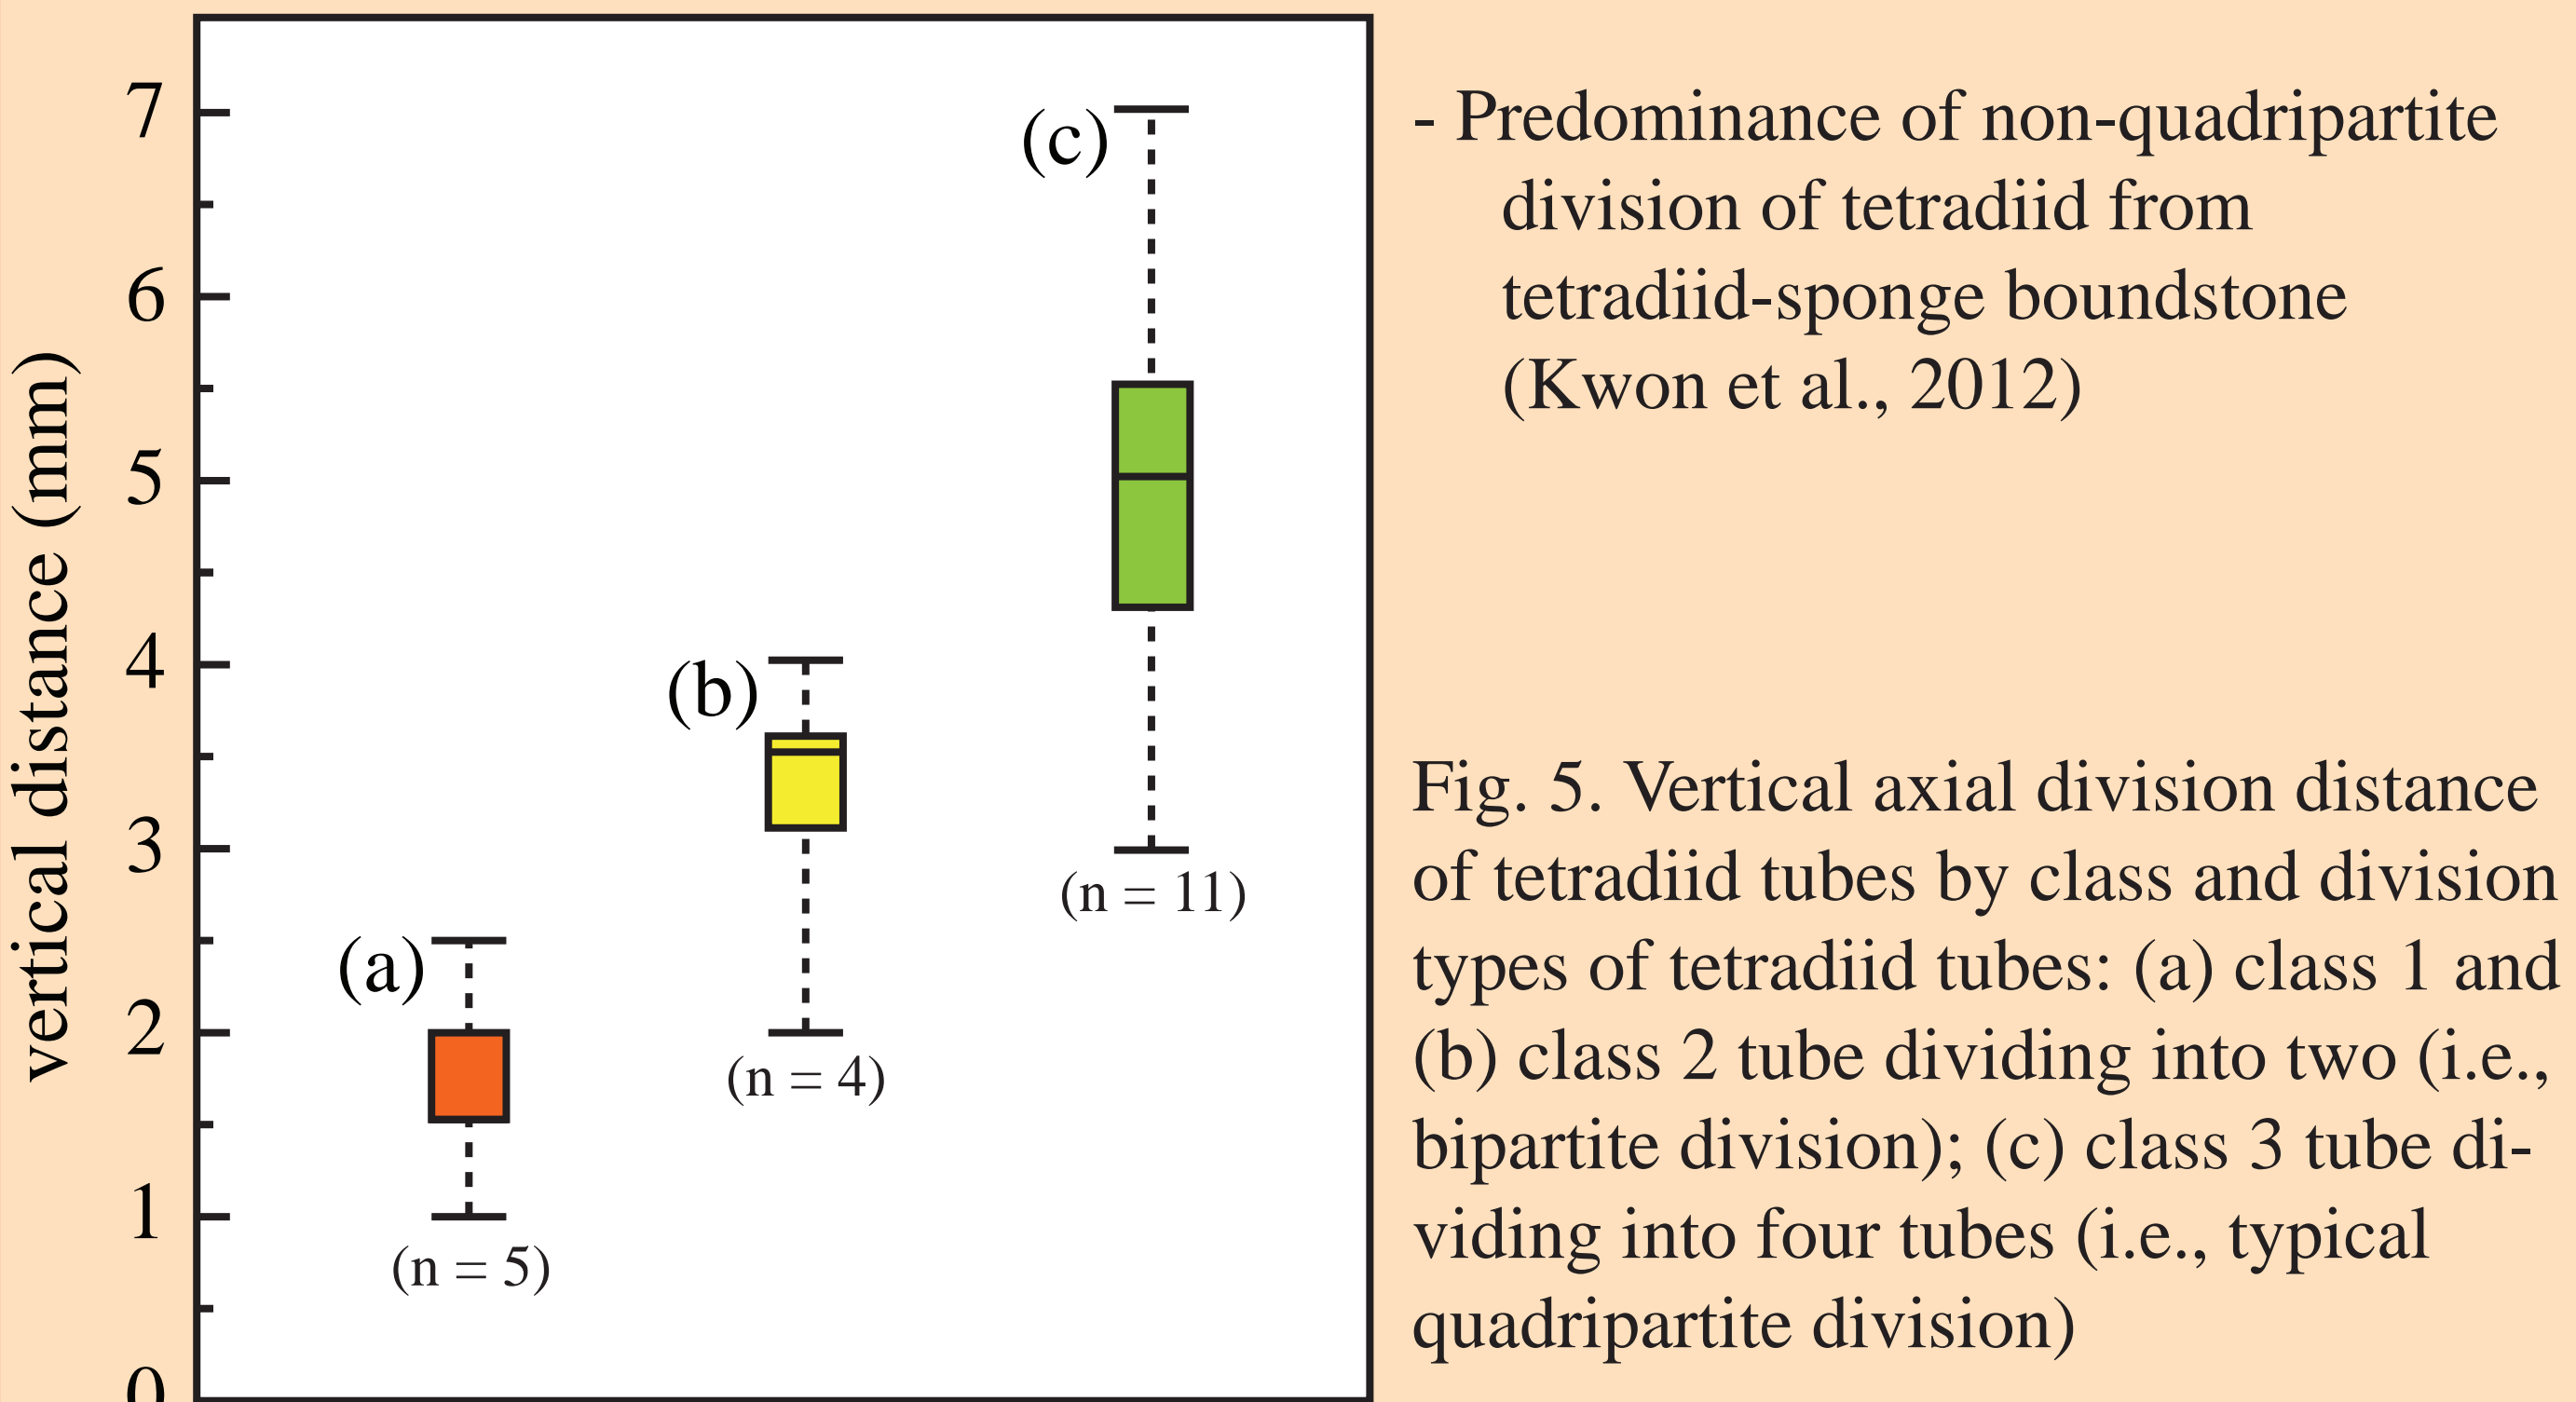 7
6
5
4
3
2
1
0
vertical distance (mm)
(a)
(n = 5)
(b)
(n = 4)
(c)
(n = 11)
- Predominance of non-quadripartite
division of tetradiid from
tetradiid-sponge boundstone
(Kwon et al., 2012)
Fig. 5. Vertical axial division distance
of tetradiid tubes by class and division
types of tetradiid tubes: (a) class 1 and
(b) class 2 tube dividing into two (i.e.,
bipartite division); (c) class 3 tube di-
viding into four tubes (i.e., typical
quadripartite division)